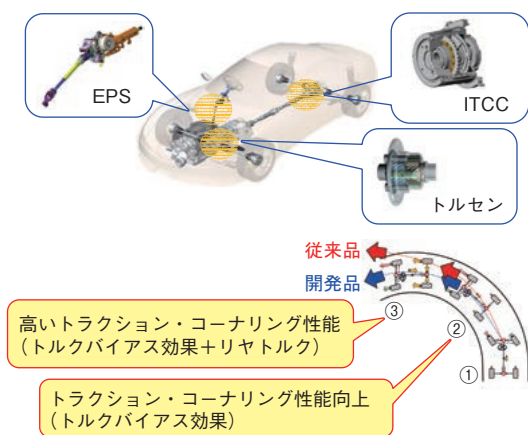 EPS
ITCC
トルセン
従来品
開発品
③
②
①
高いトラクション・コーナリング性能
（トルクバイアス効果＋リヤトルク）
トラクション・コーナリング性能向上
（トルクバイアス効果）